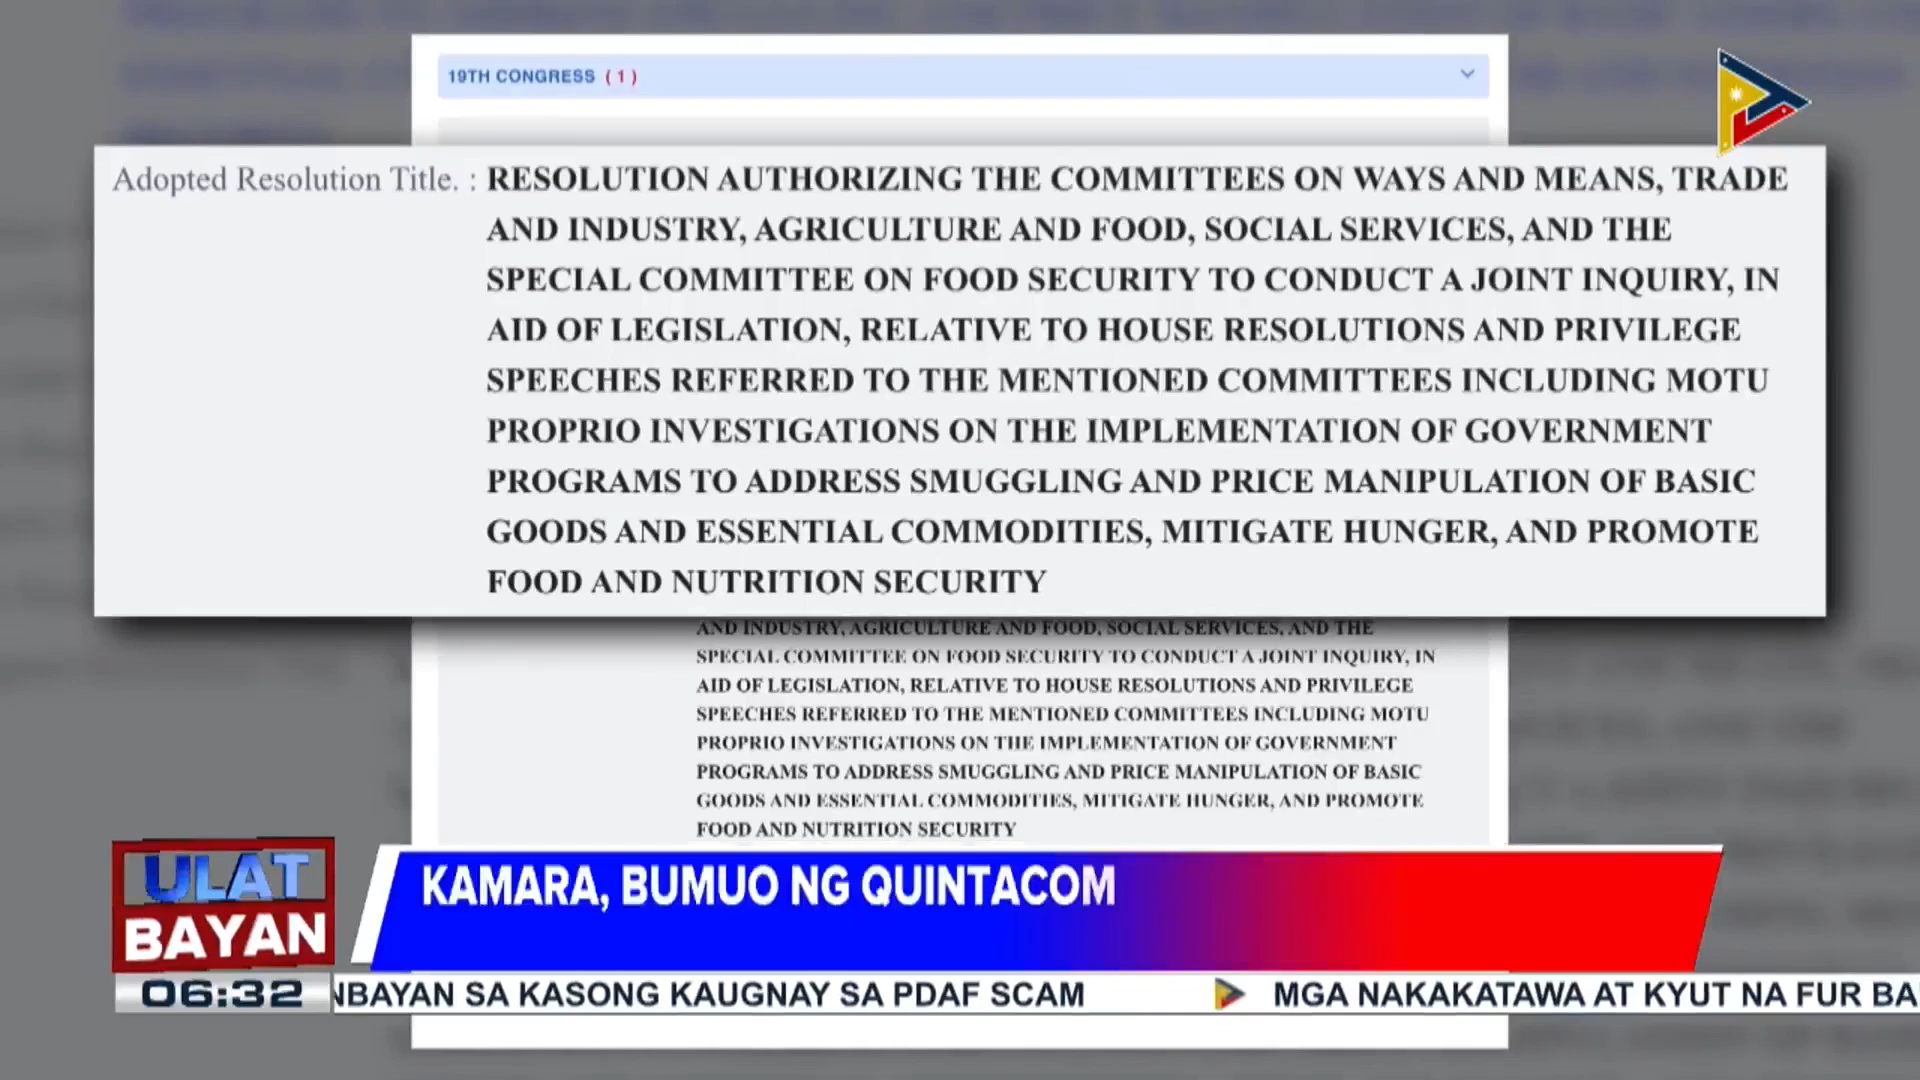 19TH CONGRESS ( 1 )
Adopted Resolution Title. : RESOLUTION AUTHORIZING THE COMMITTEES ON WAYS AND MEANS, TRADE
AND INDUSTRY, AGRICULTURE AND FOOD, SOCIAL SERVICES, AND THE
SPECIAL COMMITTEE ON FOOD SECURITY TO CONDUCT A JOINT INQUIRY, IN
AID OF LEGISLATION, RELATIVE TO HOUSE RESOLUTIONS AND PRIVILEGE
SPEECHES REFERRED TO THE MENTIONED COMMITTEES INCLUDING MOTU
PROPRIO INVESTIGATIONS ON THE IMPLEMENTATION OF GOVERNMENT
PROGRAMS TO ADDRESS SMUGGLING AND PRICE MANIPULATION OF BASIC
GOODS AND ESSENTIAL COMMODITIES, MITIGATE HUNGER, AND PROMOTE
FOOD AND NUTRITION SECURITY
AND INDUSTRY, AGRICULTURE AND FOOD, SOCIAL SERVICES, AND THE
SPECIAL COMMITTEE ON FOOD SECURITY TO CONDUCT A JOINT INQUIRY, IN
AID OF LEGISLATION, RELATIVE TO HOUSE RESOLUTIONS AND PRIVILEGE
SPEECHES REFERRED TO THE MENTIONED COMMITTEES INCLUDING MOTU
PROPRIO INVESTIGATIONS ON THE IMPLEMENTATION OF GOVERNMENT
PROGRAMS TO ADDRESS SMUGGLING AND PRICE MANIPULATION OF BASIC
GOODS AND ESSENTIAL COMMODITIES, MITIGATE HUNGER, AND PROMOTE
FOOD AND NUTRITION SECURITY
ULAT
BAYAN
KAMARA, BUMUO NG QUINTACOM
06:32
NBAYAN SA KASONG KAUGNAY SA PDAF SCAM
MGA NAKAKATAWA AT KYUT NA FUR BA